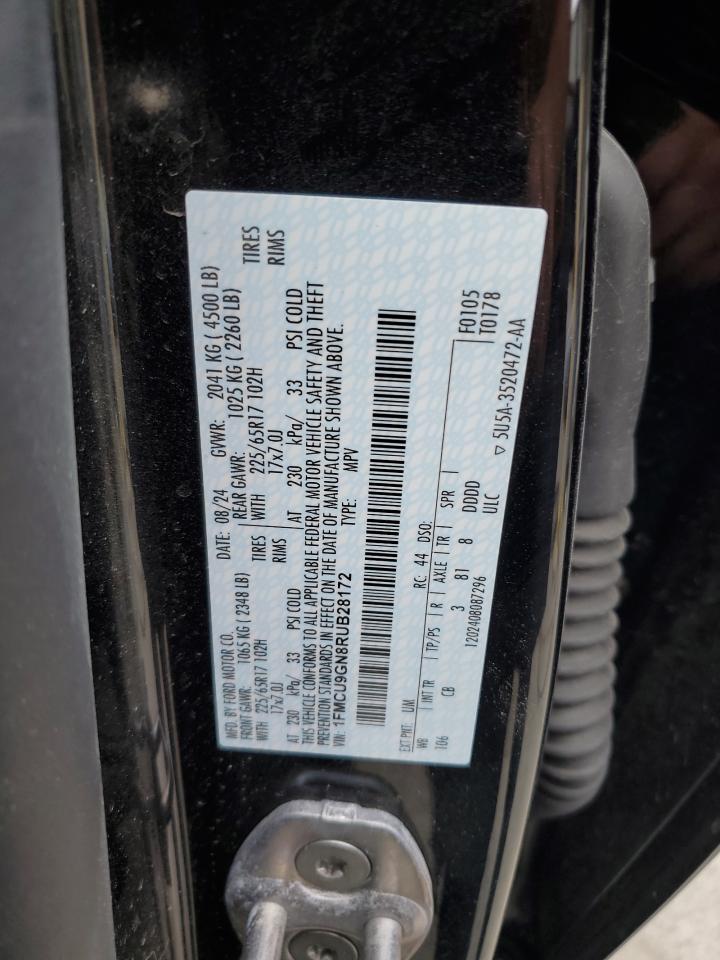 MFD. BY FORD MOTOR CO.
DATE: 08/24 GVWR: 2041 KG ( 4500 LB)
FRONT GAWR: 1065 KG ( 2348 LB) REAR GAWR: 1025 KG ( 2260 LB)
WITH 225/65R17 102H TIRES WITH 225/65R17 102H TIRES
17x7.0J RIMS 17x7.0J RIMS
AT 230 kPa/ 33 PSI COLD AT 230 kPa/ 33 PSI COLD
THIS VEHICLE CONFORMS TO ALL APPLICABLE FEDERAL MOTOR VEHICLE SAFETY AND THEFT
PREVENTION STANDARDS IN EFFECT ON THE DATE OF MANUFACTURE SHOWN ABOVE.
VIN: 1FMCU9GN8RUB28172 TYPE: MPV
F0105
T0178
EXT PNT: UM RC: 44 DSO:
WB INT TR TP/PS R AXLE TR SPR
106 CB 3 81 8 DDDD
1202408087296 ULC
▽ 5U5A-3520472-AA